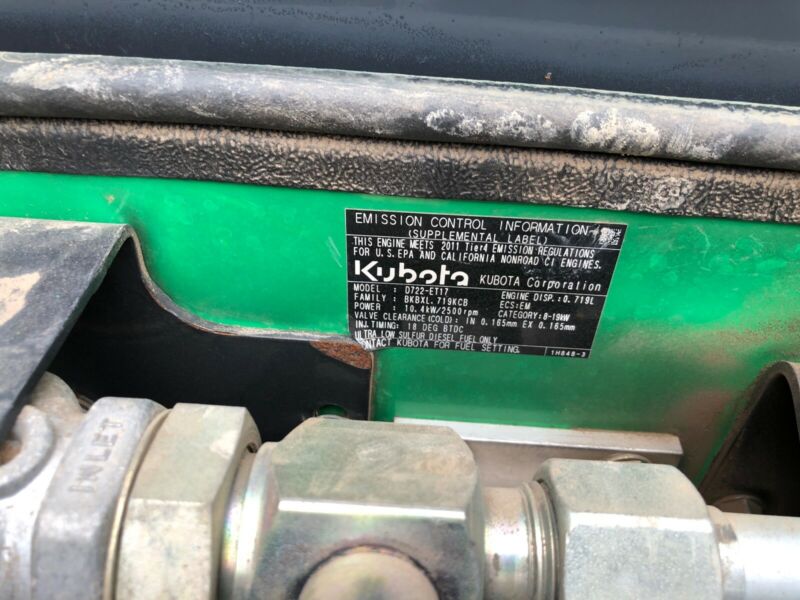 EMISSION CONTROL INFORMATION
(SUPPLEMENTAL LABEL)
THIS ENGINE MEETS 2011 Tier4 EMISSION REGULATIONS
FOR U.S. EPA AND CALIFORNIA NONROAD CI ENGINES.
Kubota KUBOTA Corporation
MODEL : D722-ET17 ENGINE DISP.:0.719L
FAMILY : BKBXL.719KCB ECS:EM
POWER : 10.4kW/2500rpm CATEGORY:8-19kW
VALVE CLEARANCE (COLD): IN 0.165mm EX 0.165mm
INJ.TIMING: 18 DEG BTDC
ULTRA LOW SULFUR DIESEL FUEL ONLY
CONTACT KUBOTA FOR FUEL SETTING. 1H848-3
INLET